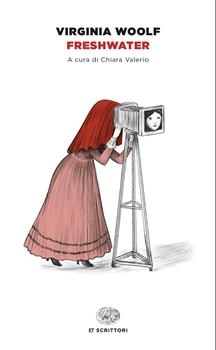 VIRGINIA WOOLF
FRESHWATER
A cura di Chiara Valerio
ET SCRITTORI